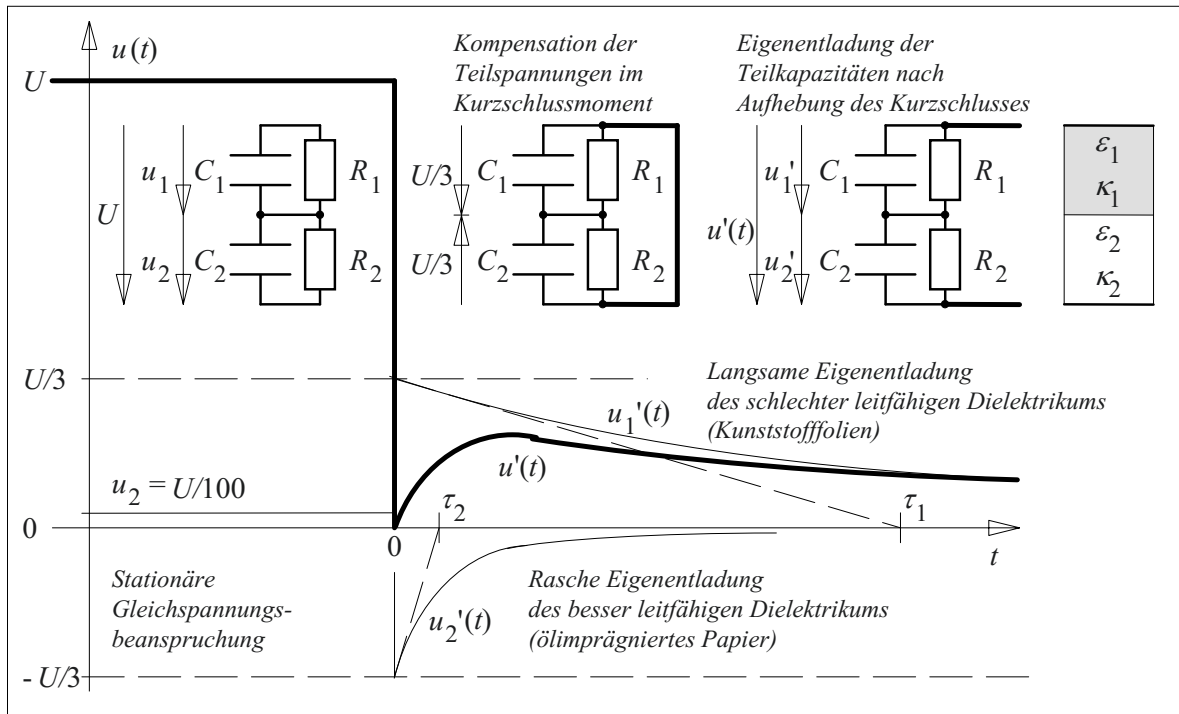 u(t)
U
Kompensation der
Teilspannungen im
Kurzschlussmoment
Eigenentladung der
Teilkapazitäten nach
Aufhebung des Kurzschlusses
U
u₁
u₂
C₁
R₁
C₂
R₂
U/3
U/3
C₁
R₁
C₂
R₂
u'(t)
u₁'
u₂'
C₁
R₁
C₂
R₂
ε₁
κ₁
ε₂
κ₂
U/3
Langsame Eigenentladung
des schlechter leitfähigen Dielektrikums
(Kunststofffolien)
u₁'(t)
u'(t)
u₂ = U/100
τ₂
τ₁
0
0
t
Stationäre
Gleichspannungs-
beanspruchung
Rasche Eigenentladung
des besser leitfähigen Dielektrikums
(ölimprägniertes Papier)
u₂'(t)
- U/3